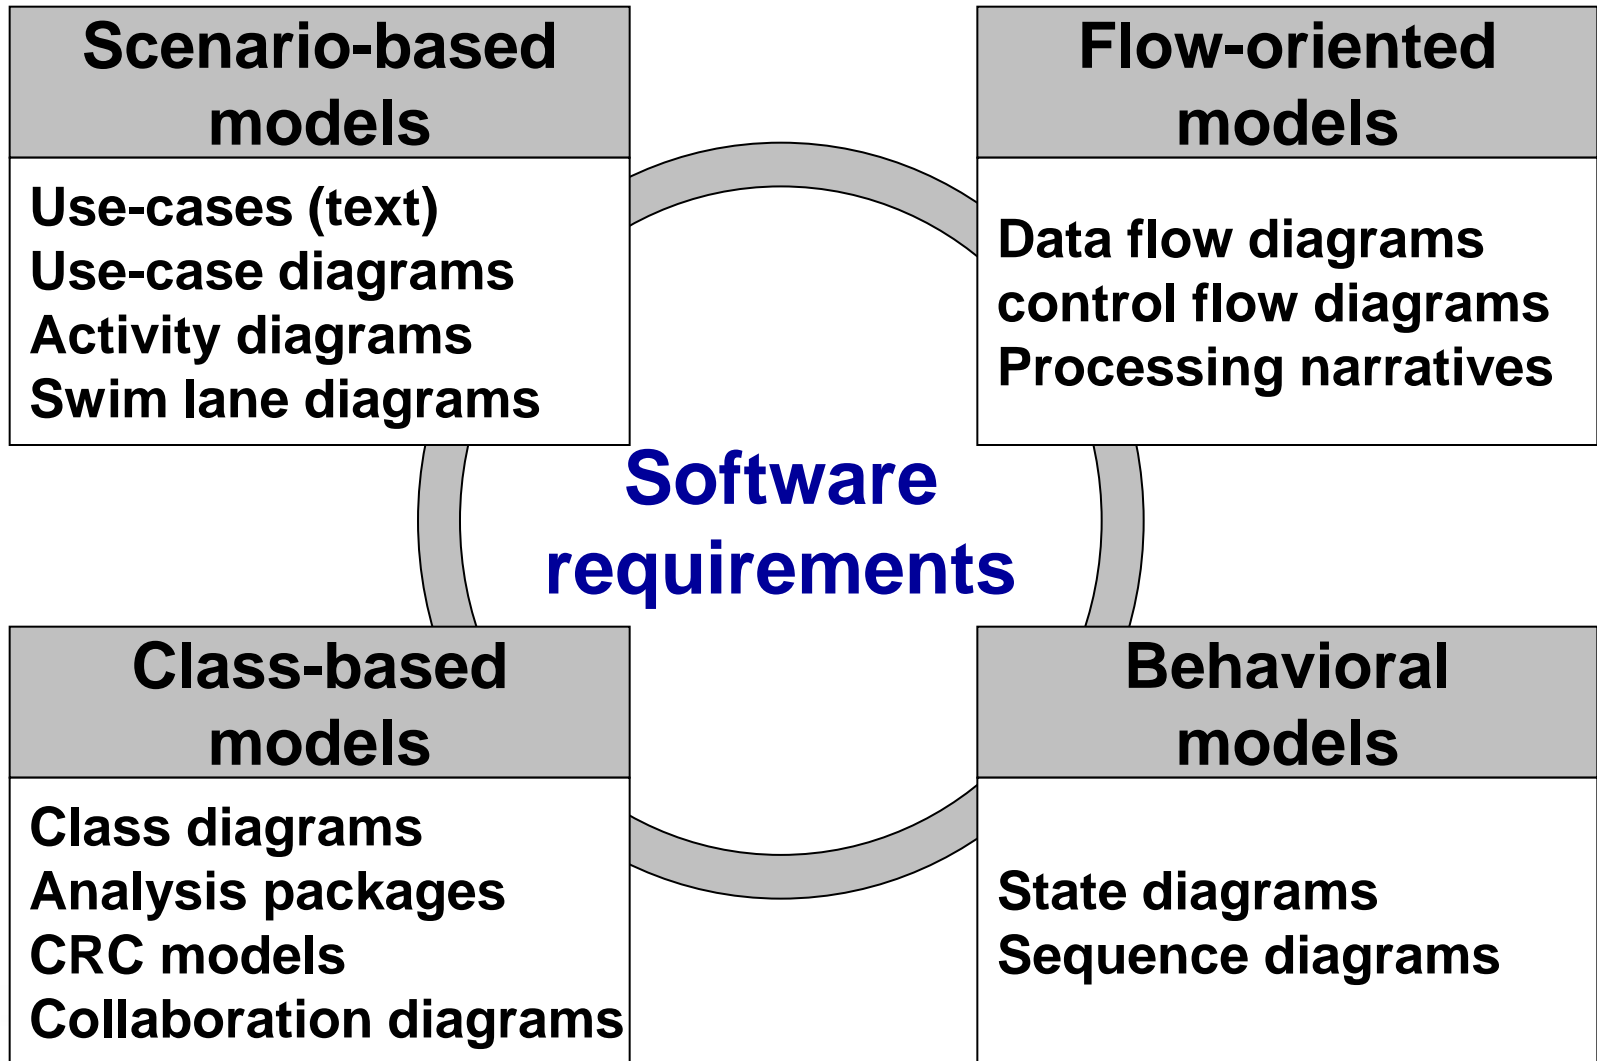 Scenario-based
models
Use-cases (text)
Use-case diagrams
Activity diagrams
Swim lane diagrams
Flow-oriented
models
Data flow diagrams
control flow diagrams
Processing narratives
Software
requirements
Class-based
models
Class diagrams
Analysis packages
CRC models
Collaboration diagrams
Behavioral
models
State diagrams
Sequence diagrams